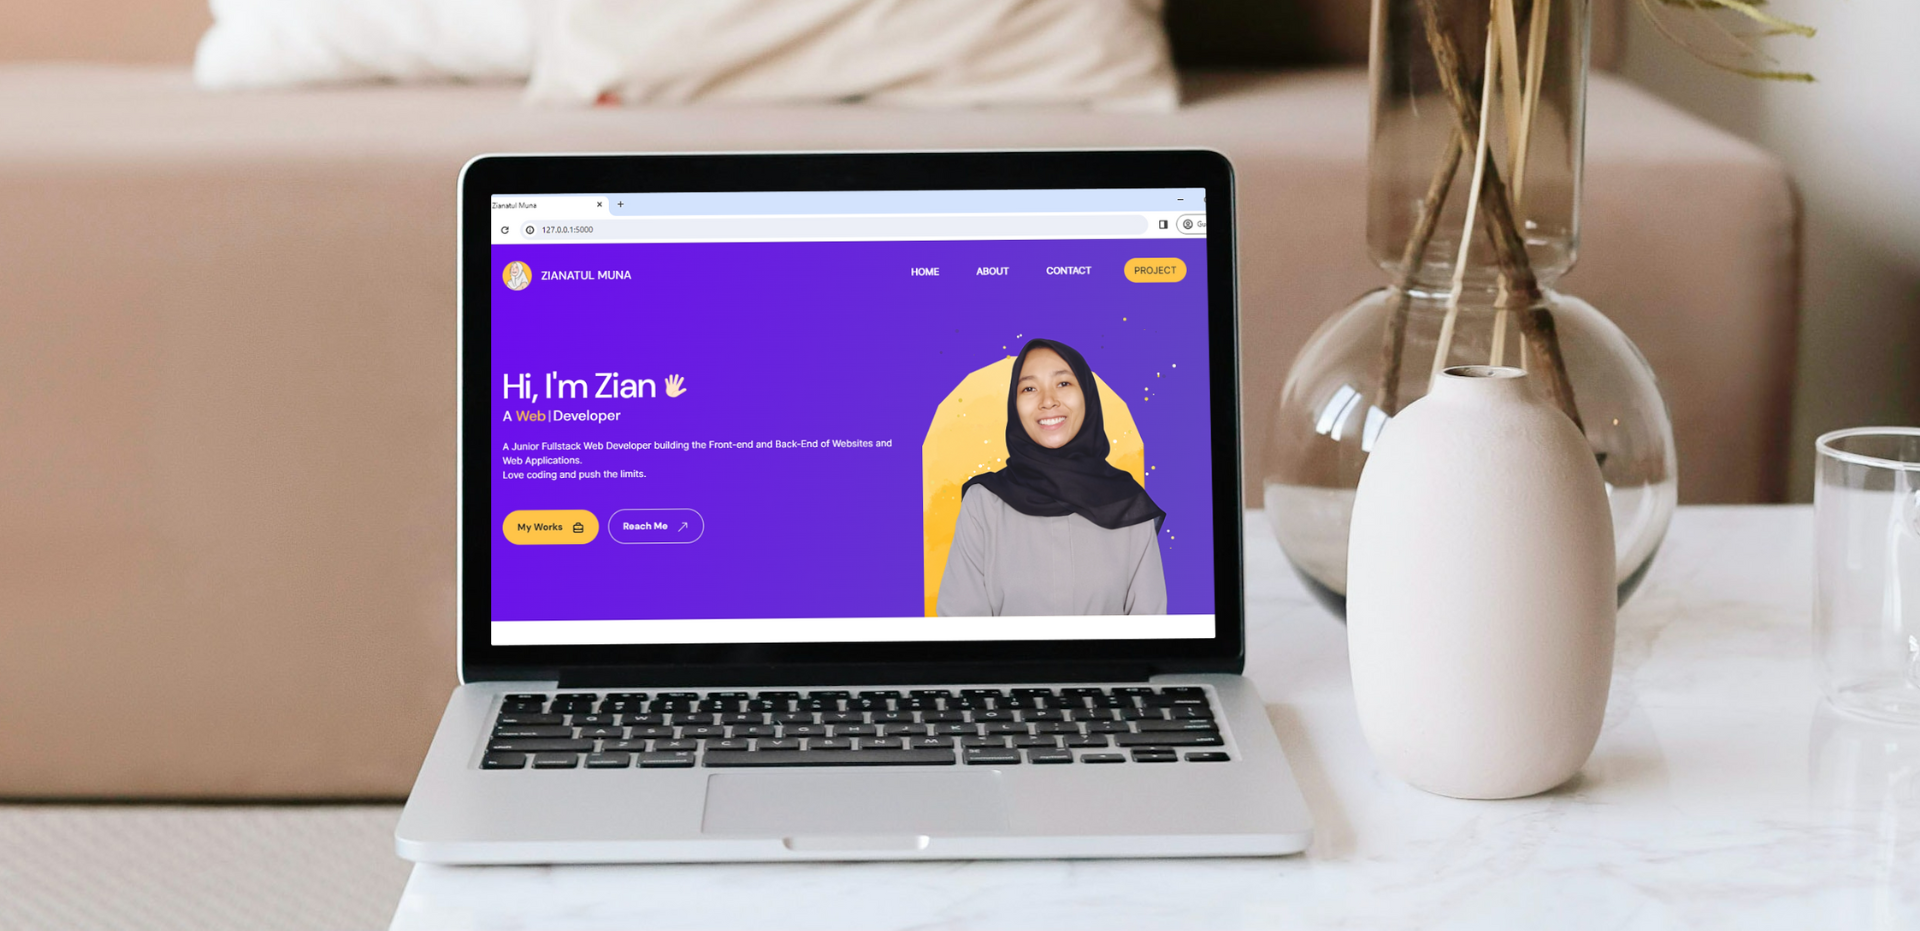 Zianatul Muna
127.0.0.1:5000
ZIANATUL MUNA
HOME ABOUT CONTACT PROJECT
Hi, I'm Zian 👋
A Web|Developer
A Junior Fullstack Web Developer building the Front-end and Back-End of Websites and
Web Applications.
Love coding and push the limits.
My Works Reach Me